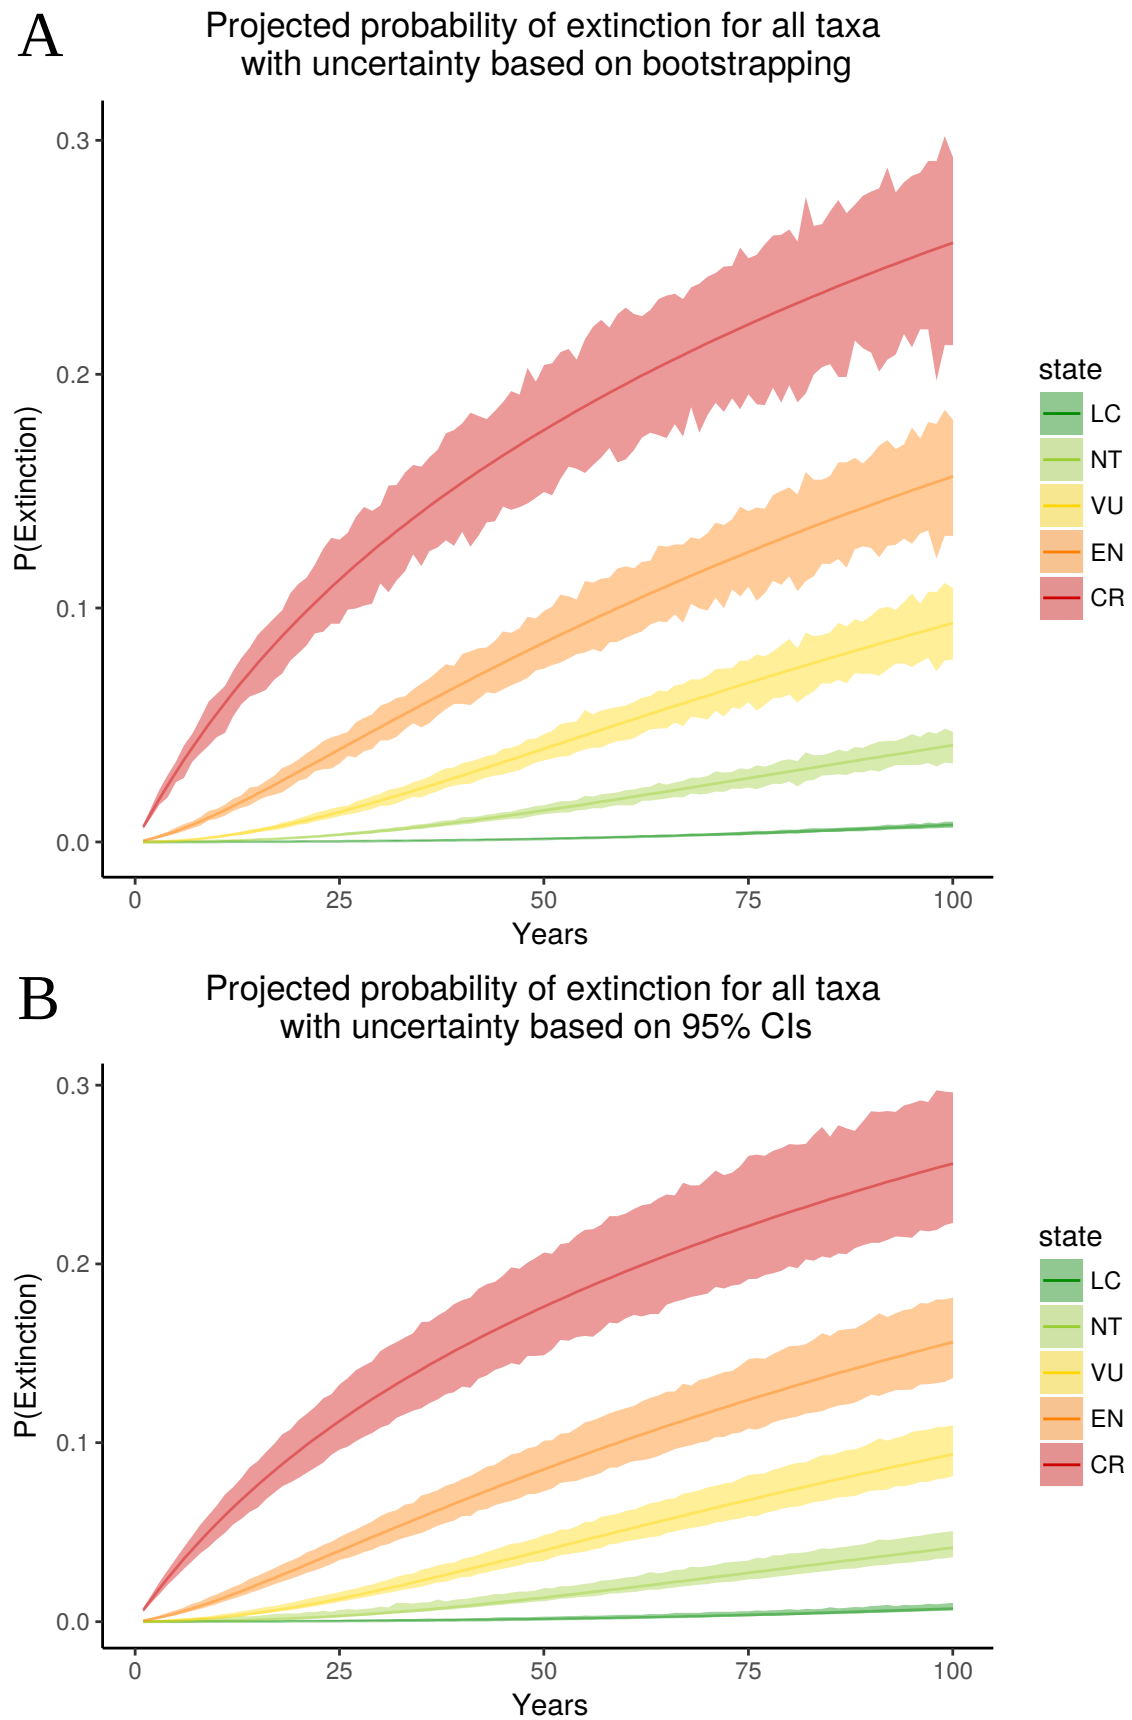 A
Projected probability of extinction for all taxa
with uncertainty based on bootstrapping
P(Extinction)
0.3
0.2
0.1
0.0
0 25 50 75 100
Years
state
LC
NT
VU
EN
CR
B
Projected probability of extinction for all taxa
with uncertainty based on 95% CIs
P(Extinction)
0.3
0.2
0.1
0.0
0 25 50 75 100
Years
state
LC
NT
VU
EN
CR